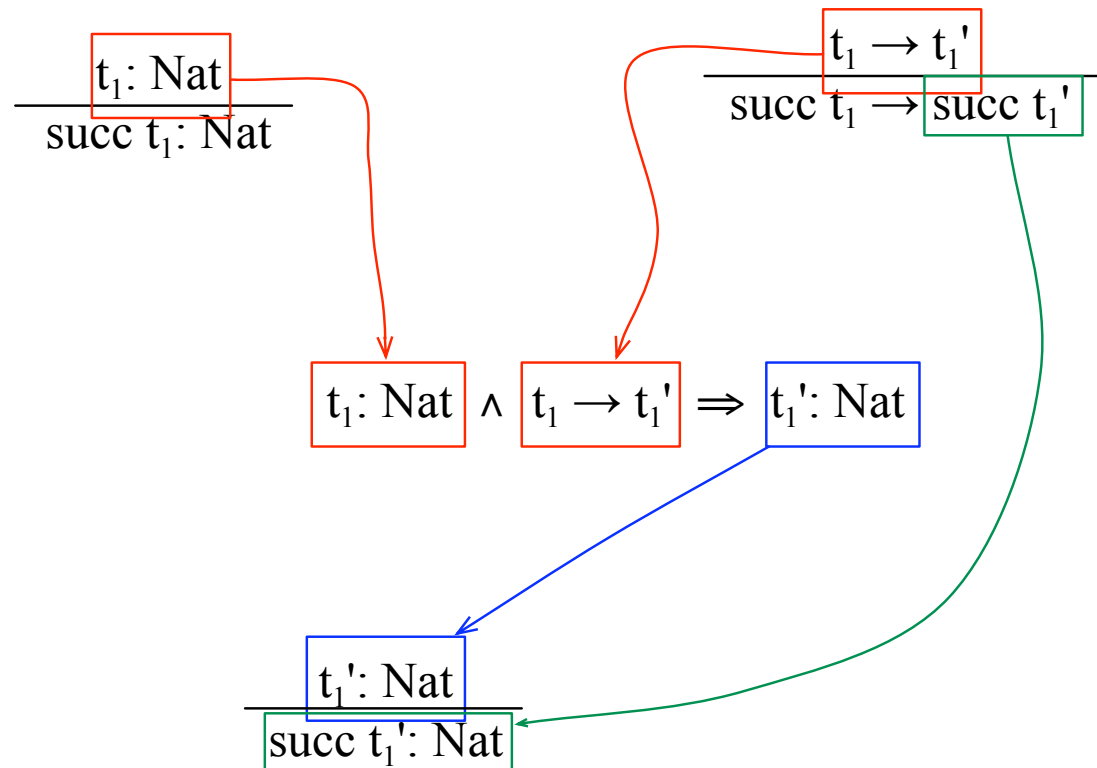 t₁: Nat
succ t₁: Nat
t₁ → t₁'
succ t₁ → succ t₁'
t₁: Nat ∧ t₁ → t₁' ⇒ t₁': Nat
t₁': Nat
succ t₁': Nat